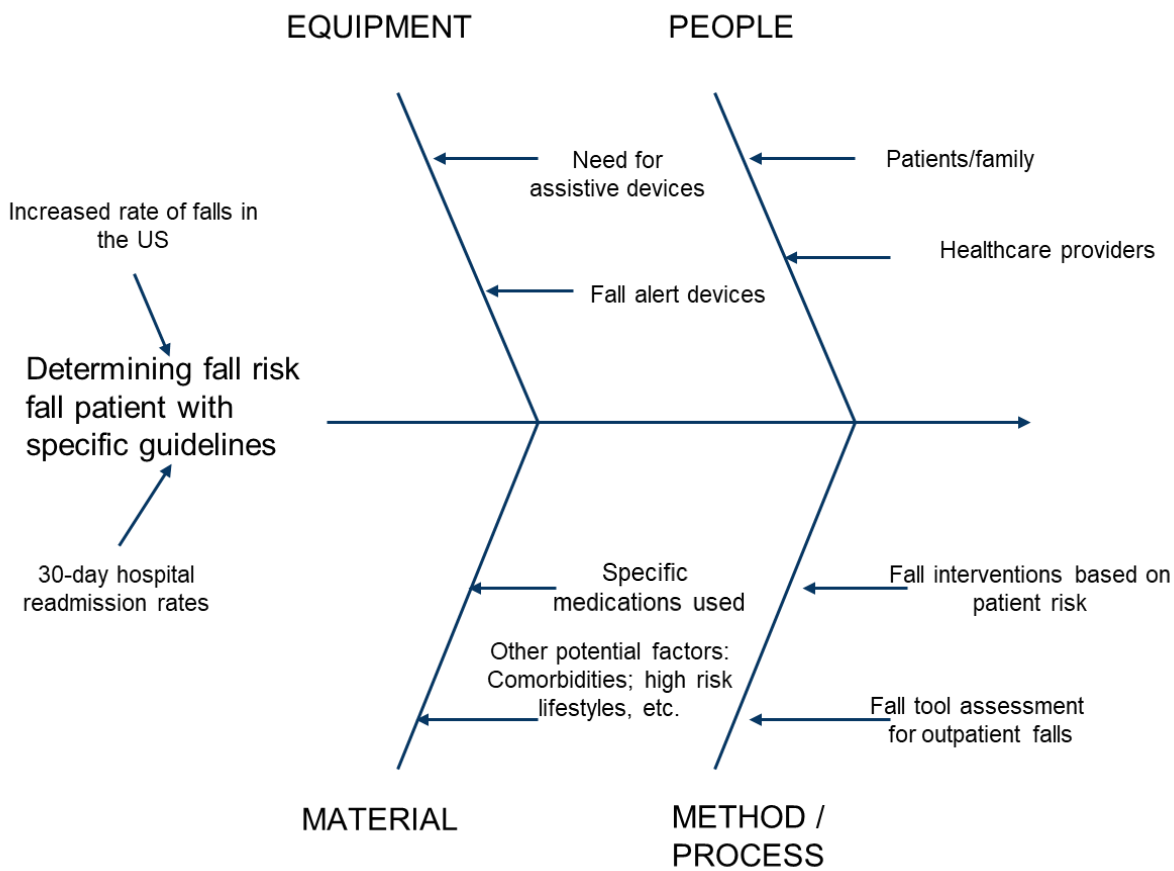 EQUIPMENT
PEOPLE
Need for
assistive devices
Patients/family
Increased rate of falls in
the US
Healthcare providers
Fall alert devices
Determining fall risk
fall patient with
specific guidelines
30-day hospital
readmission rates
Specific
medications used
Fall interventions based on
patient risk
Other potential factors:
Comorbidities; high risk
lifestyles, etc.
Fall tool assessment
for outpatient falls
MATERIAL
METHOD /
PROCESS